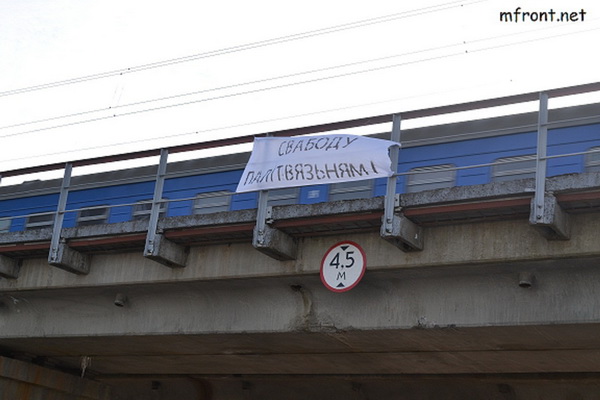 mfront.net
СВАБОДУ
ПАЛІТВЯЗЬНЯМ!
4,5
М